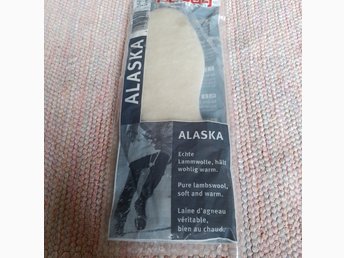 ALASKA
ALASKA
Echte
Lammwolle, hält
wohlig warm.
Pure lambswool,
soft and warm.
Laine d'agneau
véritable,
bien au chaud.